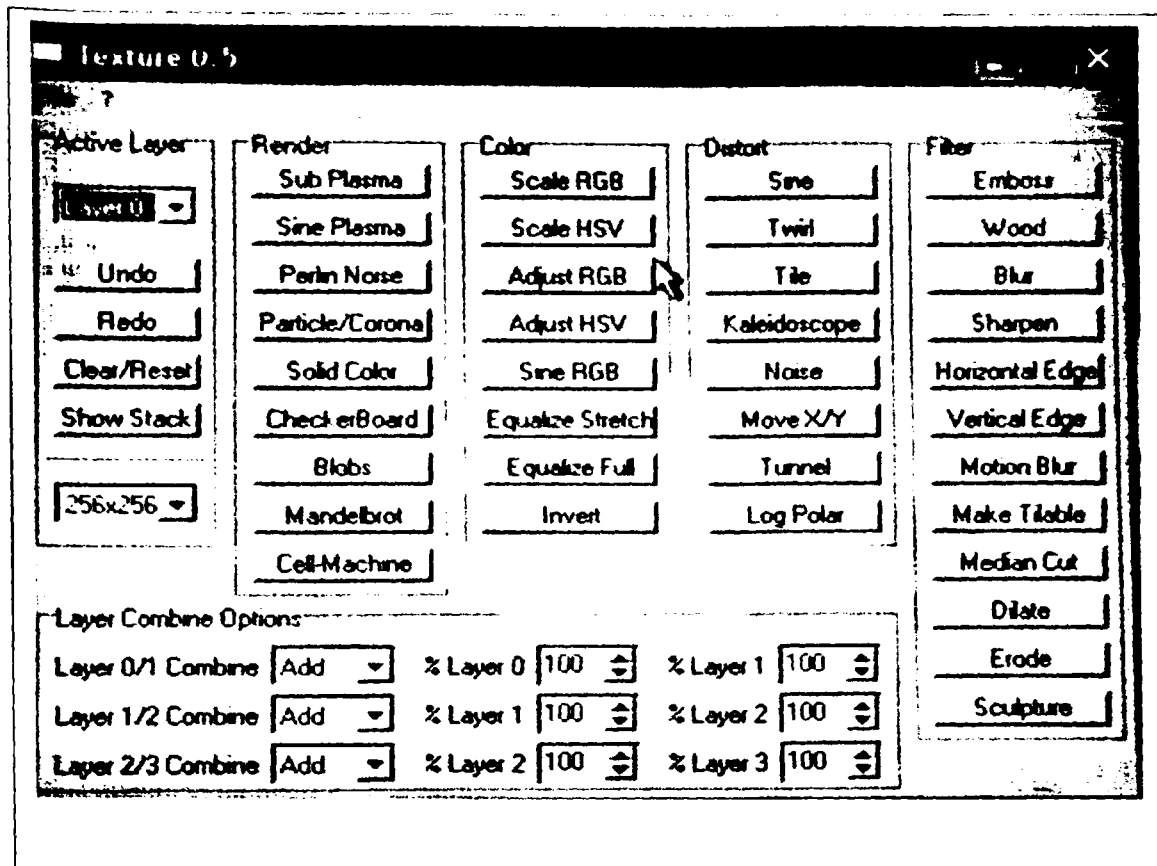 Texture 0.5
?
Active Layer
Layer 0
Undo
Redo
Clear/Reset
Show Stack
256x256
Render
Sub Plasma
Sine Plasma
Perlin Noise
Particle/Corona
Solid Color
CheckerBoard
Blobs
Mandelbrot
Cell-Machine
Color
Scale RGB
Scale HSV
Adjust RGB
Adjust HSV
Sine RGB
Equalize Stretch
Equalize Full
Invert
Distort
Sine
Twirl
Tile
Kaleidoscope
Noise
Move X/Y
Tunnel
Log Polar
Filter
Emboss
Wood
Blur
Sharpen
Horizontal Edge
Vertical Edge
Motion Blur
Make Tilable
Median Cut
Dilate
Erode
Sculpture
Layer Combine Options
Layer 0/1 Combine Add % Layer 0 100 % Layer 1 100
Layer 1/2 Combine Add % Layer 1 100 % Layer 2 100
Layer 2/3 Combine Add % Layer 2 100 % Layer 3 100